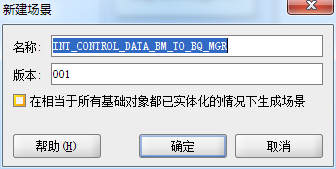 新建场景
名称: INT_CONTROL_DATA_BM_TO_BQ_MGR
版本: 001
在相当于所有基础对象都已实体化的情况下生成场景
帮助(H) 确定 取消